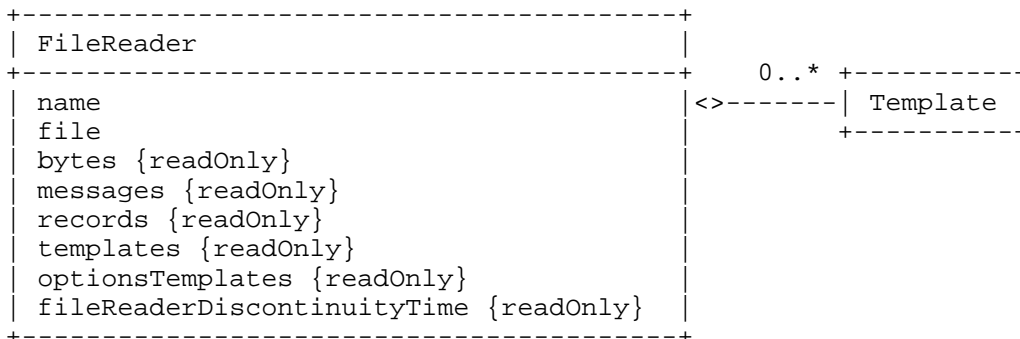 +-----------------------------------------+
| FileReader                              |
+-----------------------------------------+    0..* +-----------
| name                                    |<>-------| Template
| file                                    |         +-----------
| bytes {readOnly}                        |
| messages {readOnly}                     |
| records {readOnly}                      |
| templates {readOnly}                    |
| optionsTemplates {readOnly}             |
| fileReaderDiscontinuityTime {readOnly}  |
+-----------------------------------------+